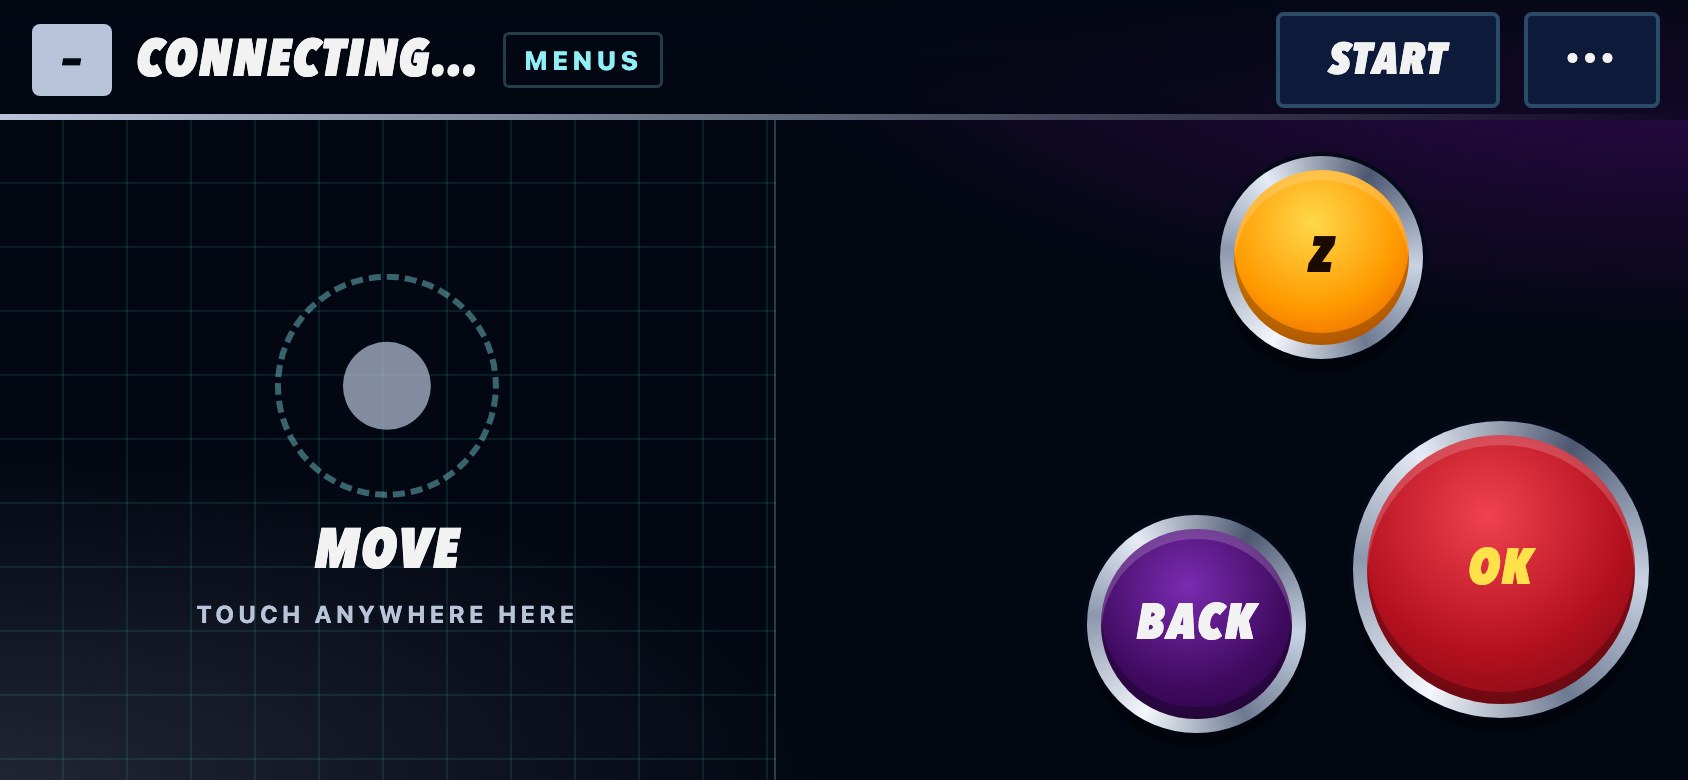 -
CONNECTING...
MENUS
START
...
Z
OK
BACK
MOVE
TOUCH ANYWHERE HERE